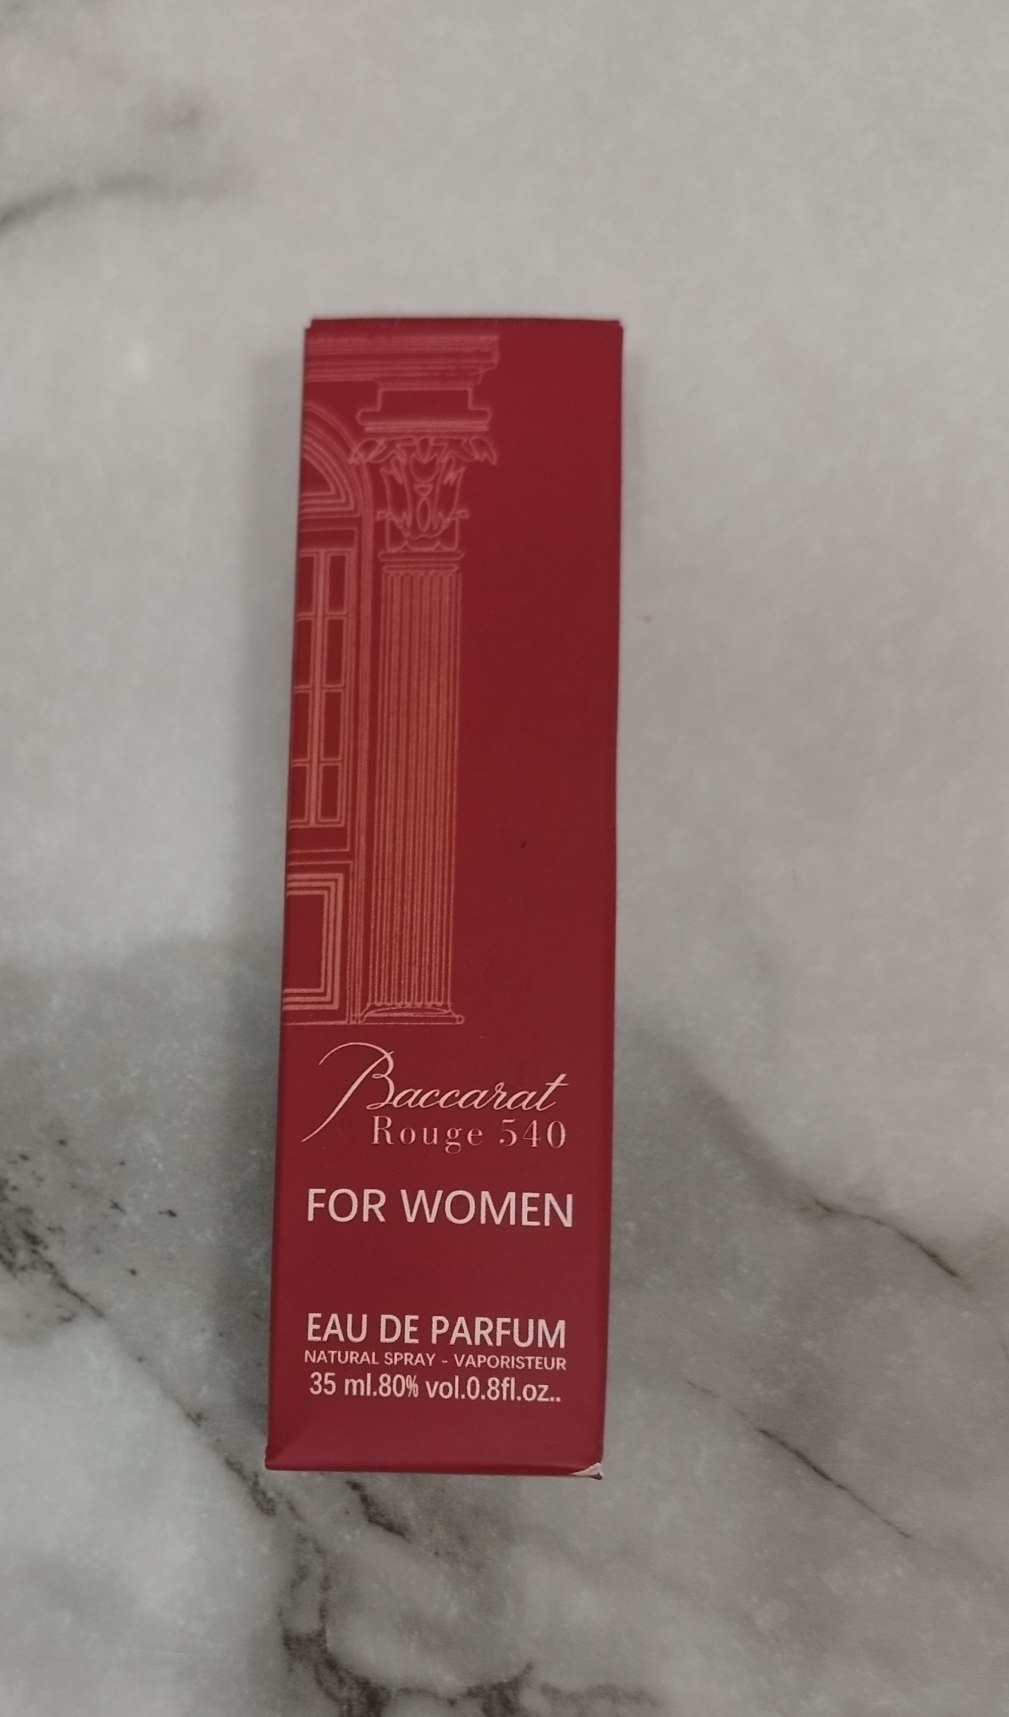 Baccarat
Rouge 540
FOR WOMEN
EAU DE PARFUM
NATURAL SPRAY - VAPORISTEUR
35 ml.80% vol.0.8fl.oz..